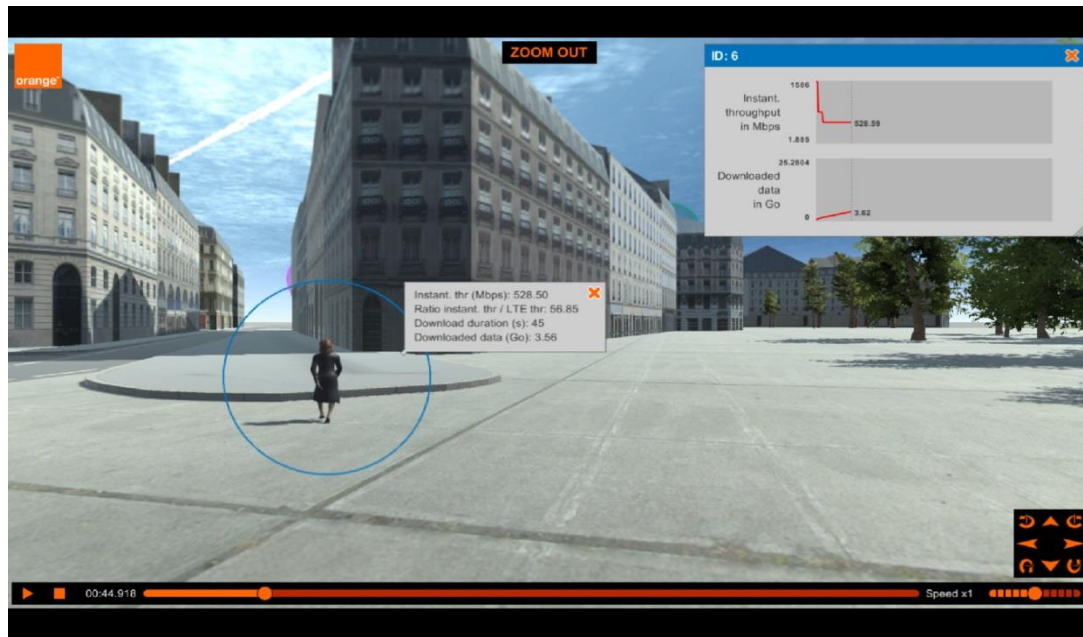 orange
ZOOM OUT
ID: 6
1586
Instant.
throughput
in Mbps
528.59
1.885
25.2804
Downloaded
data
in Go
3.62
0
Instant. thr (Mbps): 528.50
Ratio instant. thr / LTE thr: 56.85
Download duration (s): 45
Downloaded data (Go): 3.56
00:44.918
Speed x1